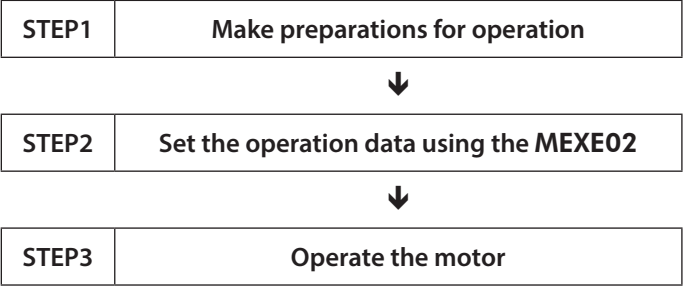 STEP1 Make preparations for operation
STEP2 Set the operation data using the MEXE02
STEP3 Operate the motor